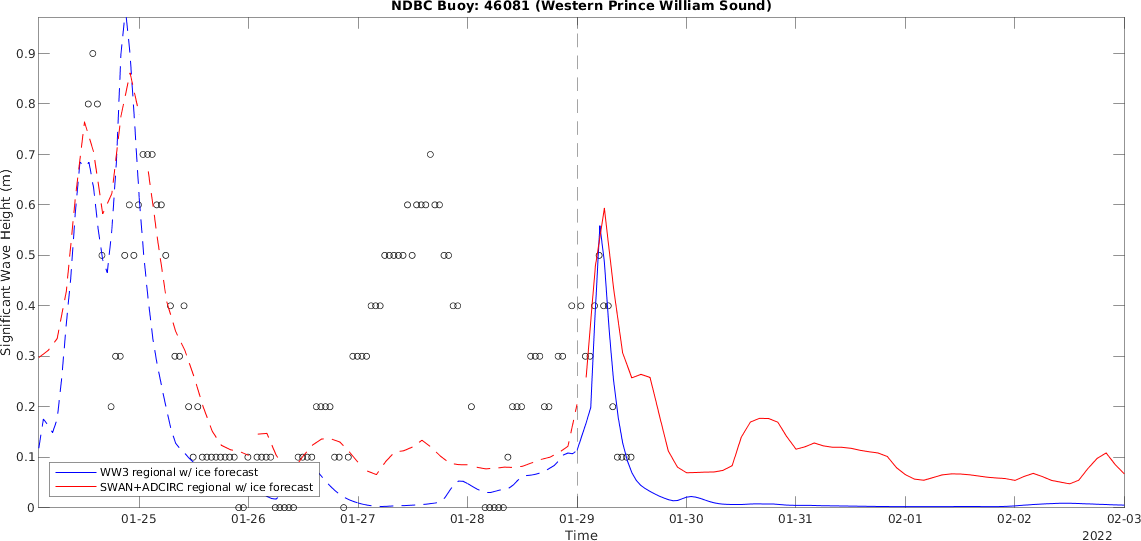 NDBC Buoy: 46081 (Western Prince William Sound)
Significant Wave Height (m)
0.9
0.8
0.7
0.6
0.5
0.4
0.3
0.2
0.1
0
WW3 regional w/ ice forecast
SWAN+ADCIRC regional w/ ice forecast
01-25 01-26 01-27 01-28 01-29 01-30 01-31 02-01 02-02 02-03
Time
2022